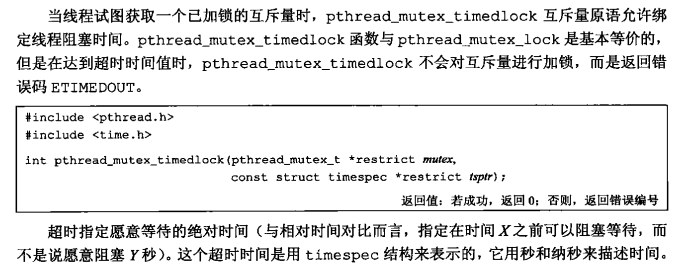 当线程试图获取一个已加锁的互斥量时，pthread_mutex_timedlock 互斥量原语允许绑
定线程阻塞时间。pthread_mutex_timedlock 函数与 pthread_mutex_lock 是基本等价的，
但是在达到超时时间值时，pthread_mutex_timedlock 不会对互斥量进行加锁，而是返回错
误码 ETIMEDOUT。
#include <pthread.h>
#include <time.h>
int pthread_mutex_timedlock(pthread_mutex_t *restrict mutex,
const struct timespec *restrict tsptr);
返回值：若成功，返回 0；否则，返回错误编号
超时指定愿意等待的绝对时间（与相对时间对比而言，指定在时间 X 之前可以阻塞等待，而
不是说愿意阻塞 Y 秒）。这个超时时间是用 timespec 结构来表示的，它用秒和纳秒来描述时间。